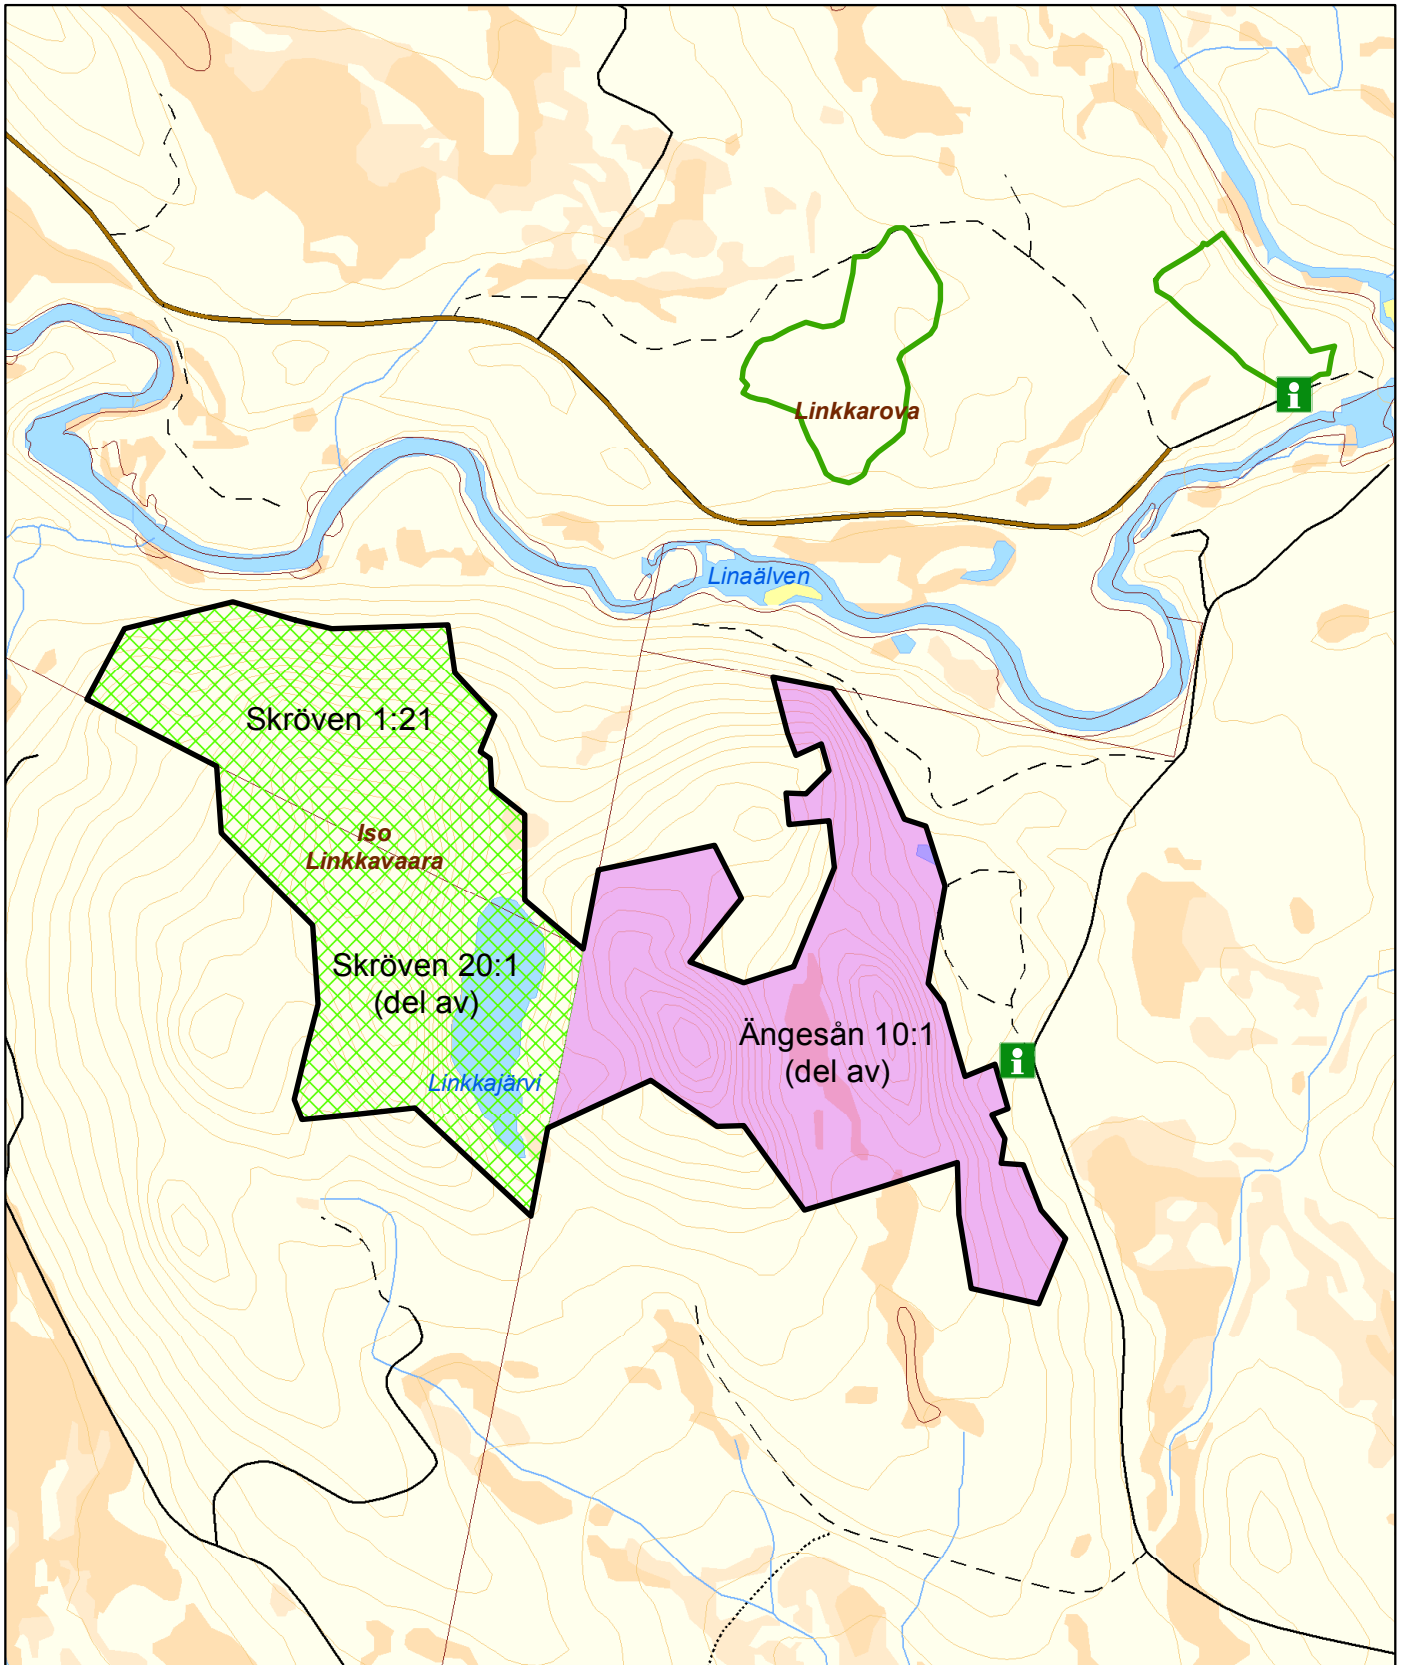 Linkkarova
i
Linaälven
Skröven 1:21
Iso
Linkkavaara
Skröven 20:1
(del av)
Ängesån 10:1
(del av)
i
Linkkajärvi